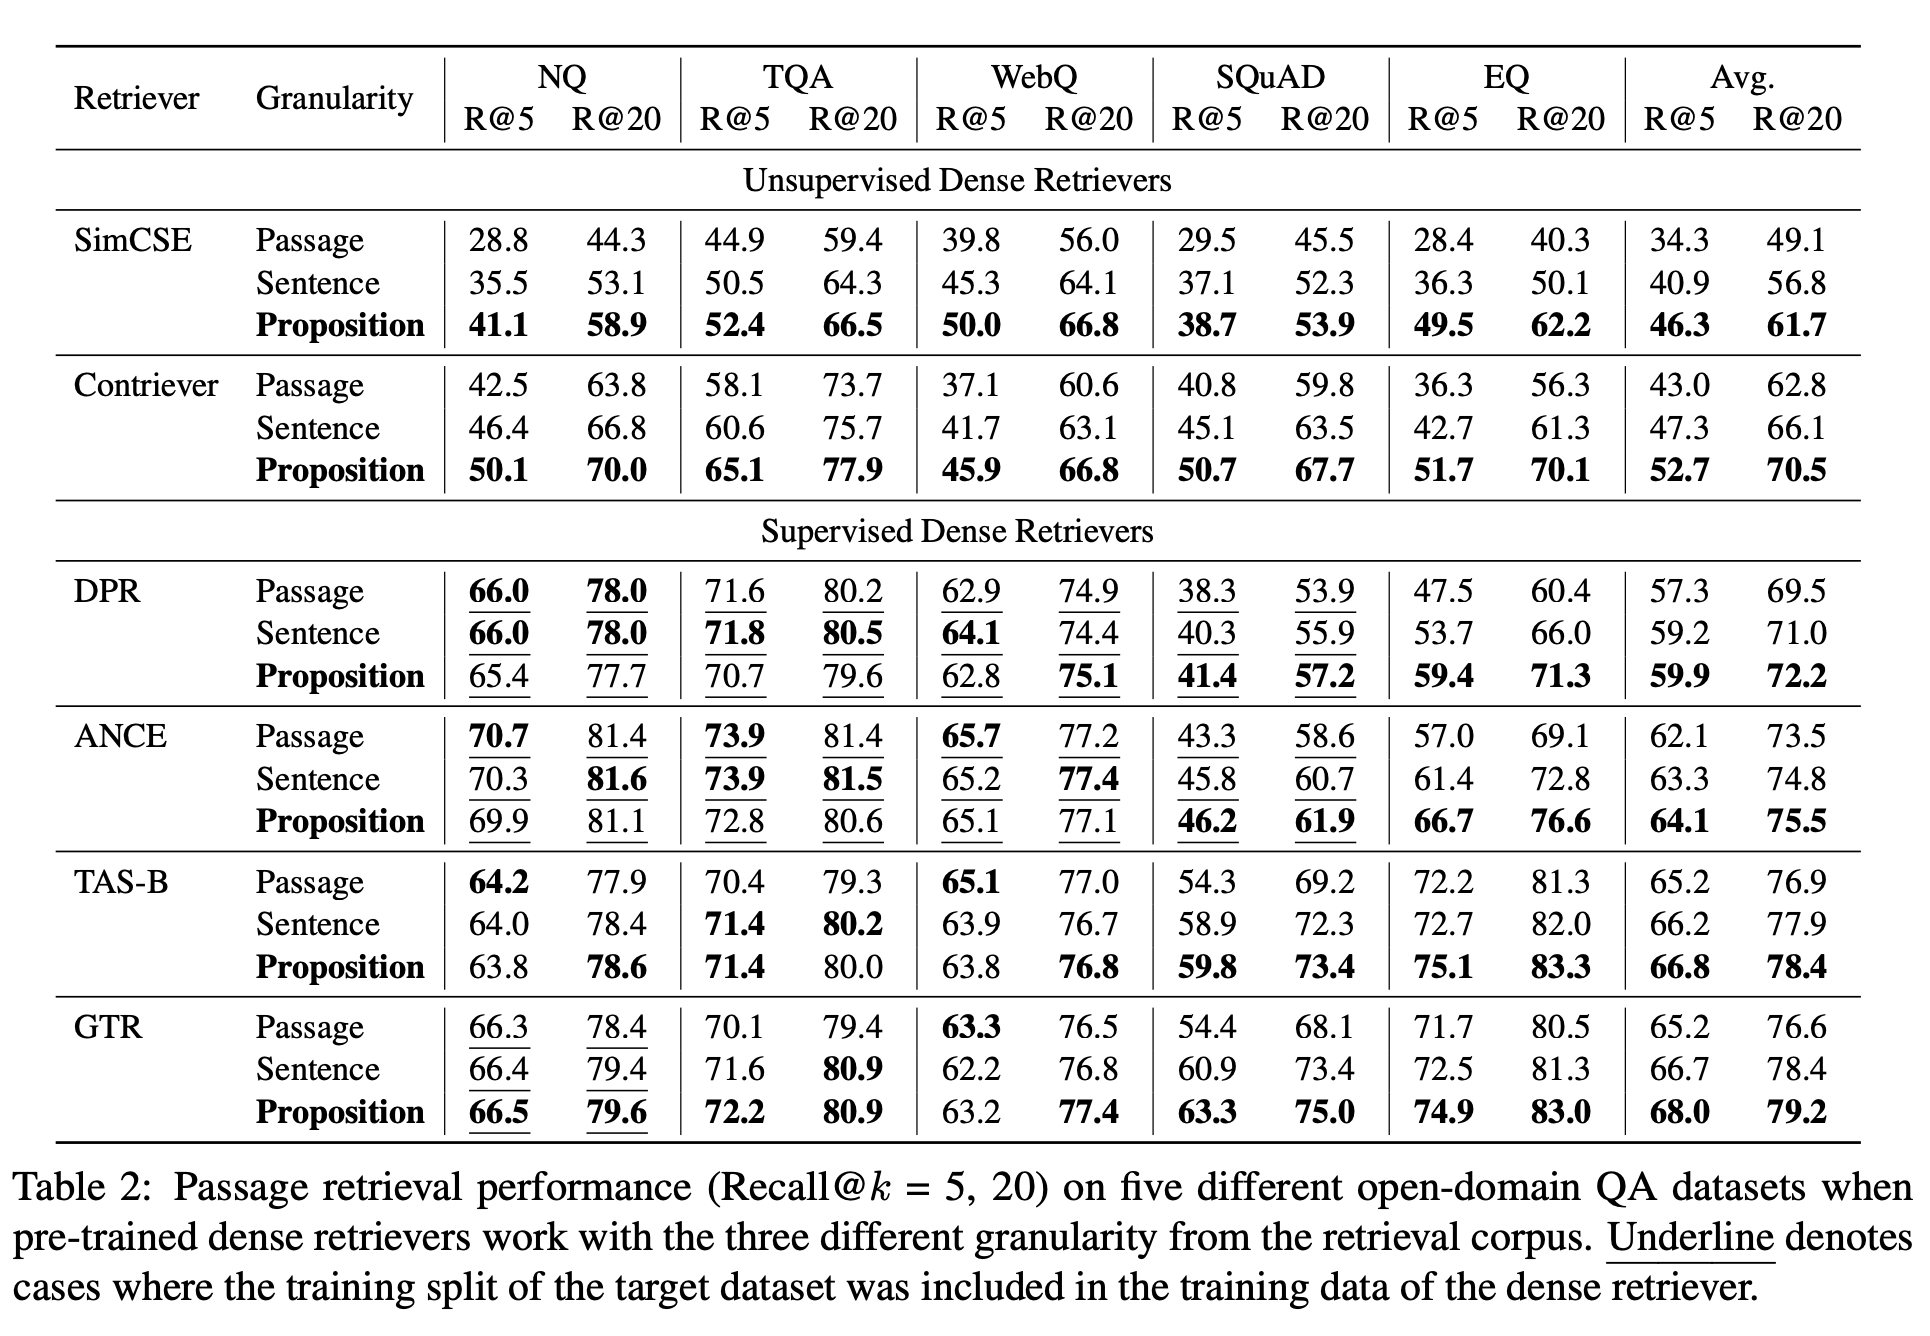 Retriever Granularity NQ TQA WebQ SQuAD EQ Avg.
R@5 R@20 R@5 R@20 R@5 R@20 R@5 R@20 R@5 R@20 R@5 R@20
Unsupervised Dense Retrievers
SimCSE Passage 28.8 44.3 44.9 59.4 39.8 56.0 29.5 45.5 28.4 40.3 34.3 49.1
Sentence 35.5 53.1 50.5 64.3 45.3 64.1 37.1 52.3 36.3 50.1 40.9 56.8
Proposition 41.1 58.9 52.4 66.5 50.0 66.8 38.7 53.9 49.5 62.2 46.3 61.7
Contriever Passage 42.5 63.8 58.1 73.7 37.1 60.6 40.8 59.8 36.3 56.3 43.0 62.8
Sentence 46.4 66.8 60.6 75.7 41.7 63.1 45.1 63.5 42.7 61.3 47.3 66.1
Proposition 50.1 70.0 65.1 77.9 45.9 66.8 50.7 67.7 51.7 70.1 52.7 70.5
Supervised Dense Retrievers
DPR Passage 66.0 78.0 71.6 80.2 62.9 74.9 38.3 53.9 47.5 60.4 57.3 69.5
Sentence 66.0 78.0 71.8 80.5 64.1 74.4 40.3 55.9 53.7 66.0 59.2 71.0
Proposition 65.4 77.7 70.7 79.6 62.8 75.1 41.4 57.2 59.4 71.3 59.9 72.2
ANCE Passage 70.7 81.4 73.9 81.4 65.7 77.2 43.3 58.6 57.0 69.1 62.1 73.5
Sentence 70.3 81.6 73.9 81.5 65.2 77.4 45.8 60.7 61.4 72.8 63.3 74.8
Proposition 69.9 81.1 72.8 80.6 65.1 77.1 46.2 61.9 66.7 76.6 64.1 75.5
TAS-B Passage 64.2 77.9 70.4 79.3 65.1 77.0 54.3 69.2 72.2 81.3 65.2 76.9
Sentence 64.0 78.4 71.4 80.2 63.9 76.7 58.9 72.3 72.7 82.0 66.2 77.9
Proposition 63.8 78.6 71.4 80.0 63.8 76.8 59.8 73.4 75.1 83.3 66.8 78.4
GTR Passage 66.3 78.4 70.1 79.4 63.3 76.5 54.4 68.1 71.7 80.5 65.2 76.6
Sentence 66.4 79.4 71.6 80.9 62.2 76.8 60.9 73.4 72.5 81.3 66.7 78.4
Proposition 66.5 79.6 72.2 80.9 63.2 77.4 63.3 75.0 74.9 83.0 68.0 79.2
Table 2: Passage retrieval performance (Recall@k = 5, 20) on five different open-domain QA datasets when
pre-trained dense retrievers work with the three different granularity from the retrieval corpus. Underline denotes
cases where the training split of the target dataset was included in the training data of the dense retriever.